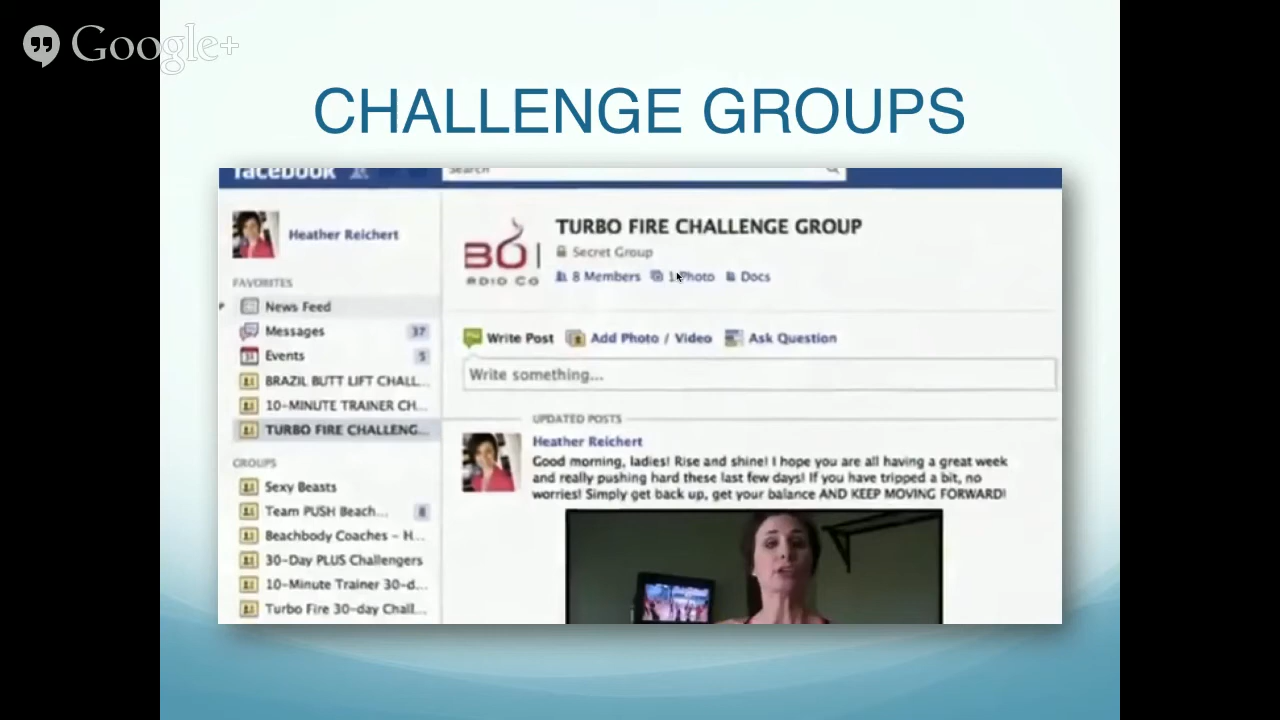 Google+
CHALLENGE GROUPS
facebook
Search
Heather Reichert
TURBO FIRE CHALLENGE GROUP
Secret Group
8 Members 1 Photo Docs
BO
RDIO CO
FAVORITES
News Feed
Messages 37
Events 5
BRAZIL BUTT LIFT CHALL...
10-MINUTE TRAINER CH...
TURBO FIRE CHALLENG...
GROUPS
Sexy Beasts
Team PUSH Beach... 8
Beachbody Coaches - H...
30-Day PLUS Challengers
10-Minute Trainer 30-d...
Turbo Fire 30-day Chall...
Write Post Add Photo / Video Ask Question
Write something...
UPDATED POSTS
Heather Reichert
Good morning, ladies! Rise and shine! I hope you are all having a great week
and really pushing hard these last few days! If you have tripped a bit, no
worries! Simply get back up, get your balance AND KEEP MOVING FORWARD!